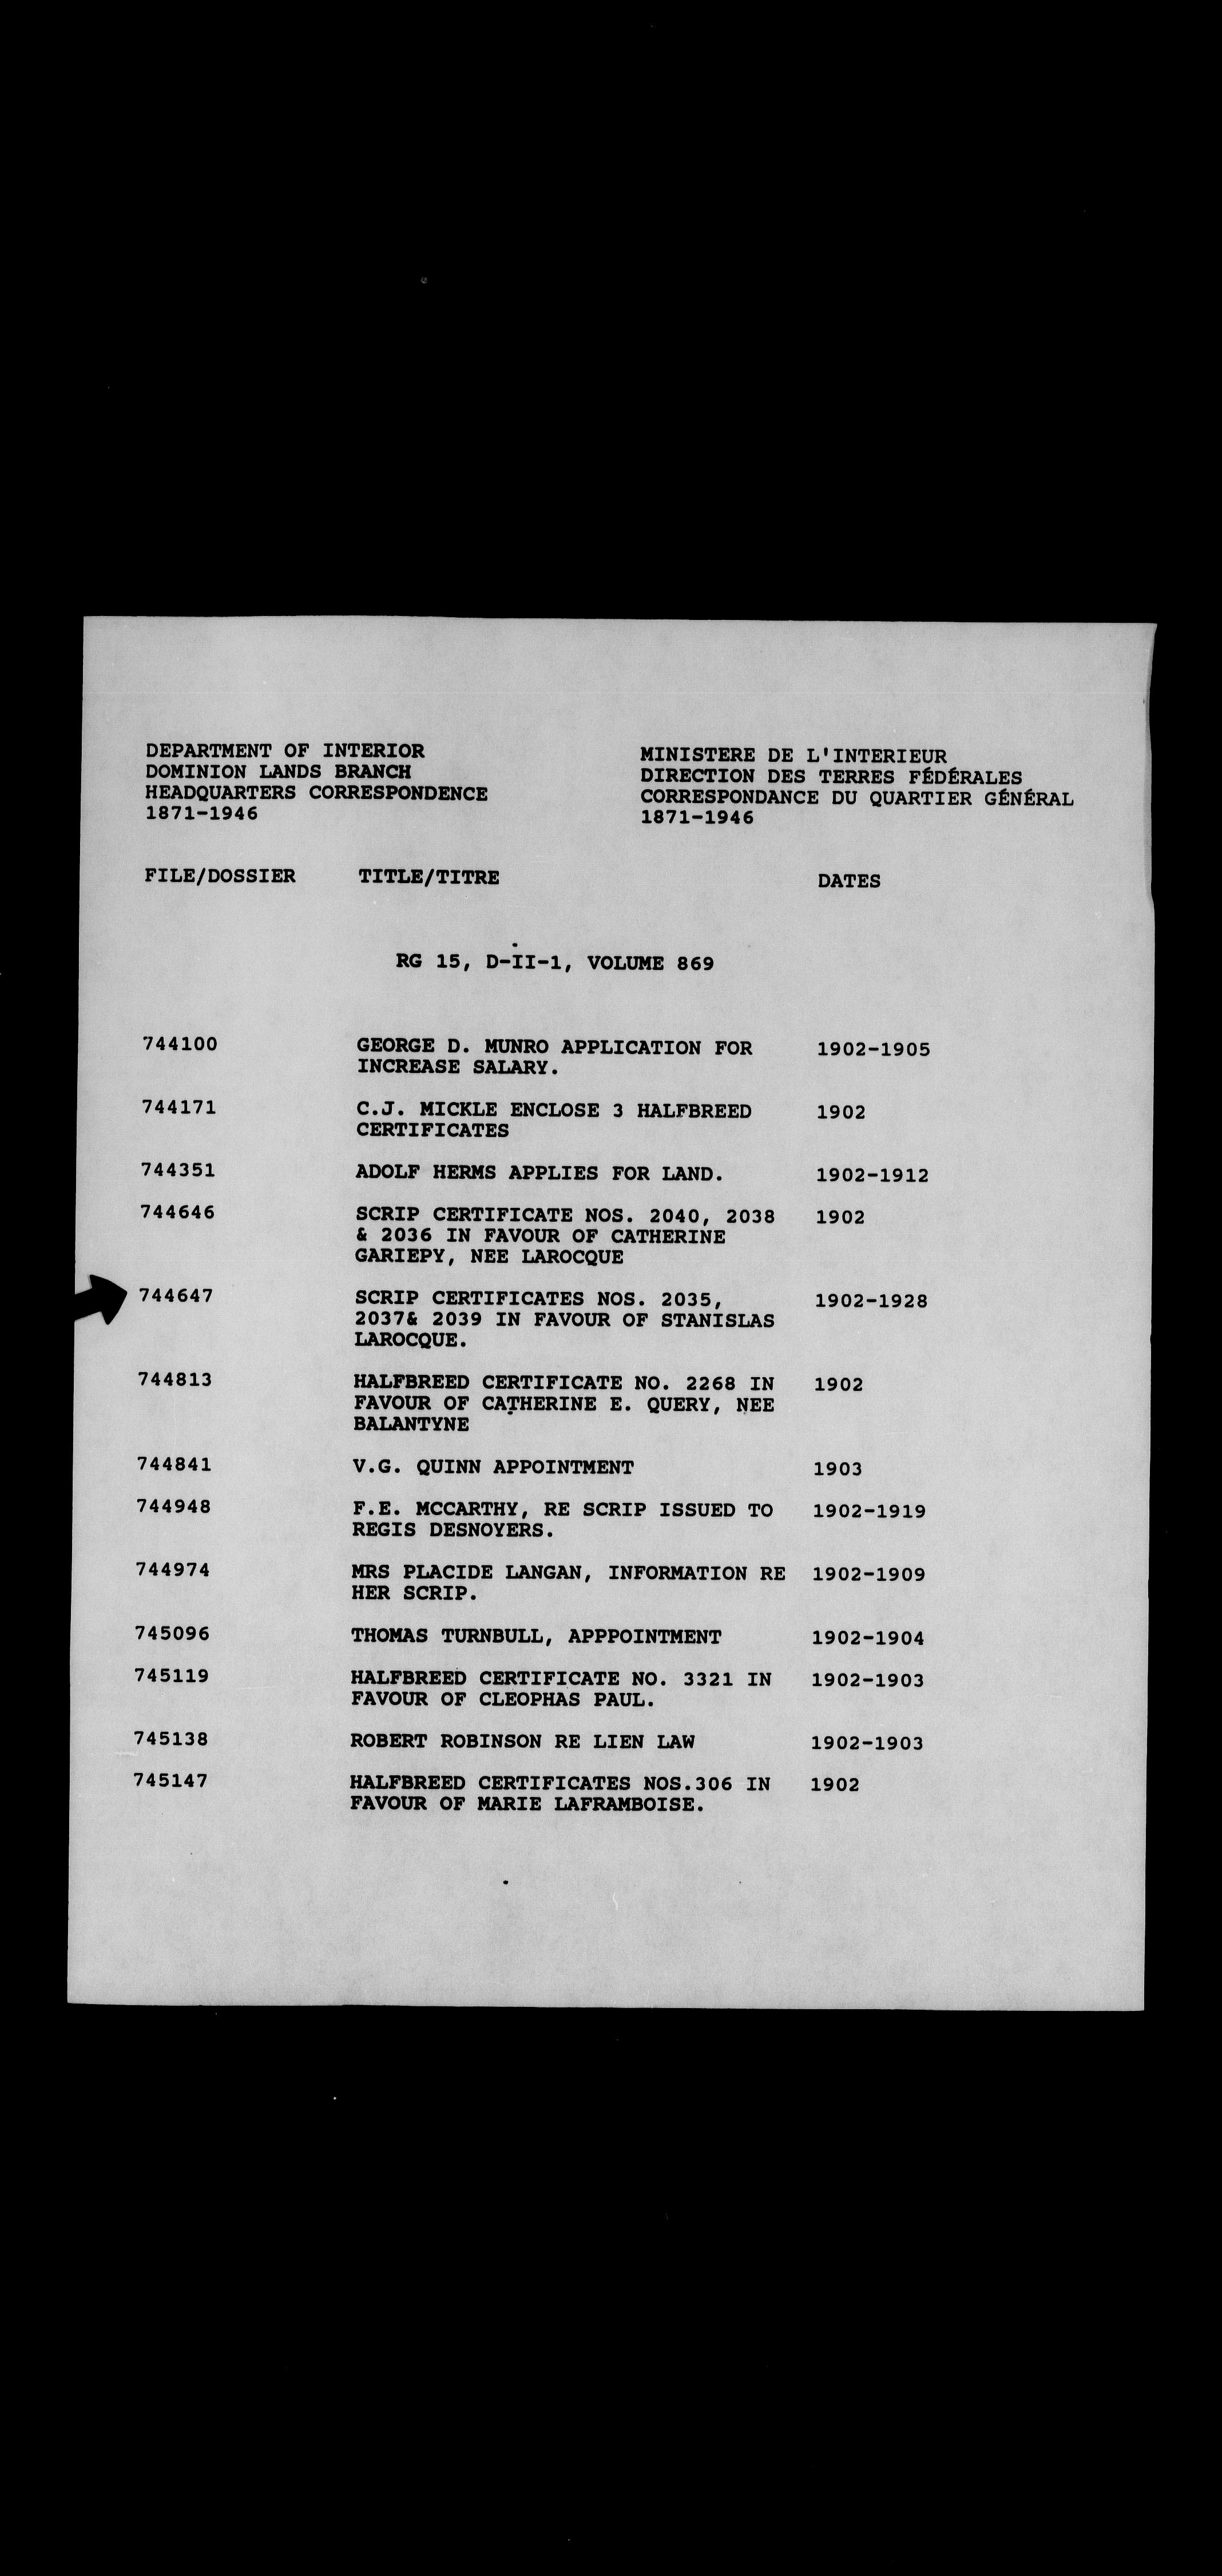 DEPARTMENT OF INTERIOR
DOMINION LANDS BRANCH
HEADQUARTERS CORRESPONDENCE
1871-1946
MINISTERE DE L'INTERIEUR
DIRECTION DES TERRES FÉDÉRALES
CORRESPONDANCE DU QUARTIER GÉNÉRAL
1871-1946
FILE/DOSSIER TITLE/TITRE DATES
RG 15, D-II-1, VOLUME 869
744100 GEORGE D. MUNRO APPLICATION FOR 1902-1905
INCREASE SALARY.
744171 C.J. MICKLE ENCLOSE 3 HALFBREED 1902
CERTIFICATES
744351 ADOLF HERMS APPLIES FOR LAND. 1902-1912
744646 SCRIP CERTIFICATE NOS. 2040, 2038 1902
& 2036 IN FAVOUR OF CATHERINE
GARIEPY, NEE LAROCQUE
744647 SCRIP CERTIFICATES NOS. 2035, 1902-1928
2037& 2039 IN FAVOUR OF STANISLAS
LAROCQUE.
744813 HALFBREED CERTIFICATE NO. 2268 IN 1902
FAVOUR OF CATHERINE E. QUERY, NEE
BALANTYNE
744841 V.G. QUINN APPOINTMENT 1903
744948 F.E. MCCARTHY, RE SCRIP ISSUED TO 1902-1919
REGIS DESNOYERS.
744974 MRS PLACIDE LANGAN, INFORMATION RE 1902-1909
HER SCRIP.
745096 THOMAS TURNBULL, APPPOINTMENT 1902-1904
745119 HALFBREED CERTIFICATE NO. 3321 IN 1902-1903
FAVOUR OF CLEOPHAS PAUL.
745138 ROBERT ROBINSON RE LIEN LAW 1902-1903
745147 HALFBREED CERTIFICATES NOS.306 IN 1902
FAVOUR OF MARIE LAFRAMBOISE.